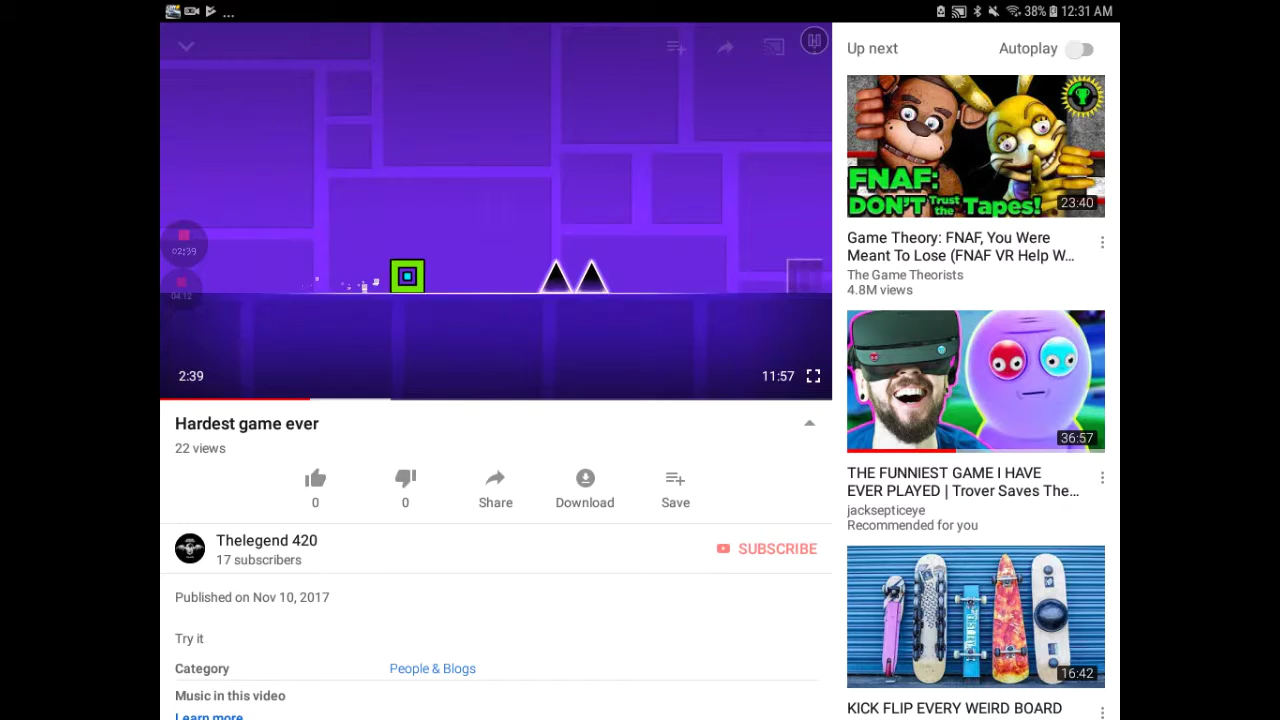 ... 38% 12:31 AM
02:39
04:12
2:39
11:57
Hardest game ever
22 views
0
0
Share
Download
Save
Thelegend 420
17 subscribers
SUBSCRIBE
Published on Nov 10, 2017
Try it
Category
People & Blogs
Music in this video
Learn more
Up next
Autoplay
FNAF:
DON'T Trust the Tapes!
23:40
Game Theory: FNAF, You Were
Meant To Lose (FNAF VR Help W...
The Game Theorists
4.8M views
36:57
THE FUNNIEST GAME I HAVE
EVER PLAYED | Trover Saves The...
jacksepticeye
Recommended for you
16:42
KICK FLIP EVERY WEIRD BOARD